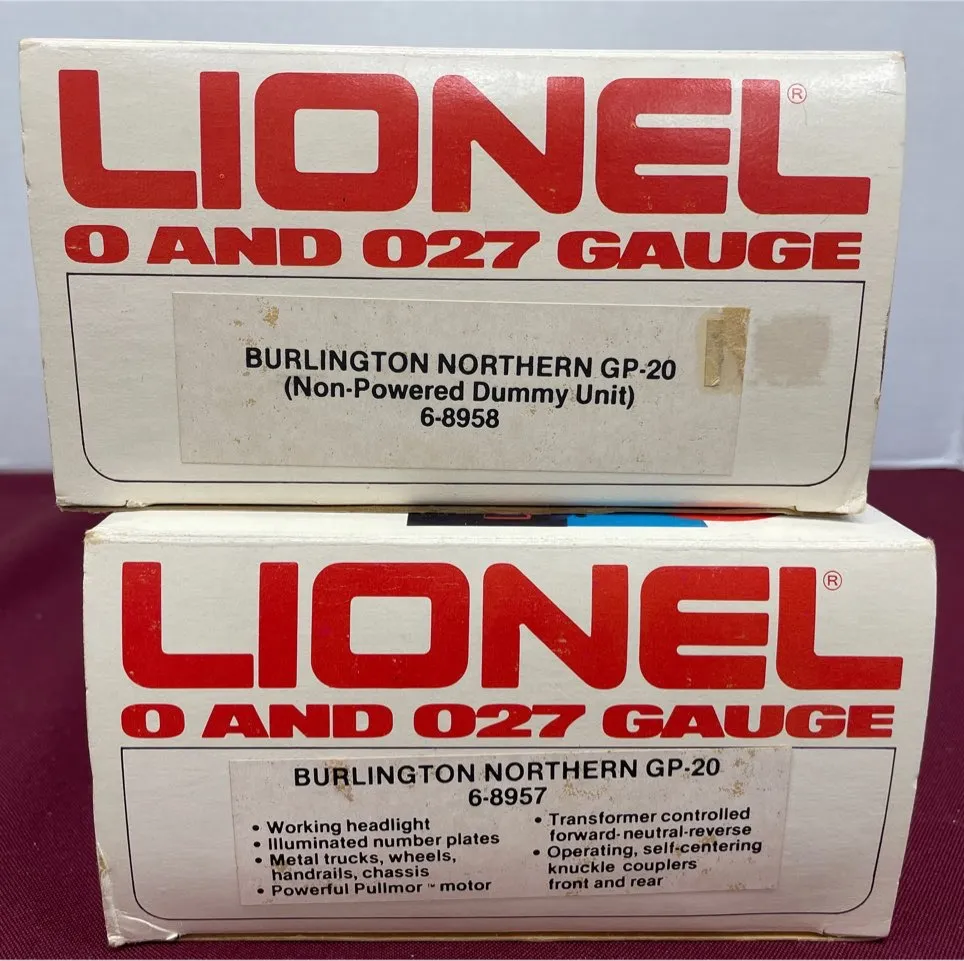 LIONEL®
O AND O27 GAUGE
BURLINGTON NORTHERN GP-20
(Non-Powered Dummy Unit)
6-8958
LIONEL®
O AND O27 GAUGE
BURLINGTON NORTHERN GP-20
6-8957
• Working headlight
• Illuminated number plates
• Metal trucks, wheels,
handrails, chassis
• Powerful Pullmor™ motor
• Transformer controlled
forward-neutral-reverse
• Operating, self-centering
knuckle couplers
front and rear